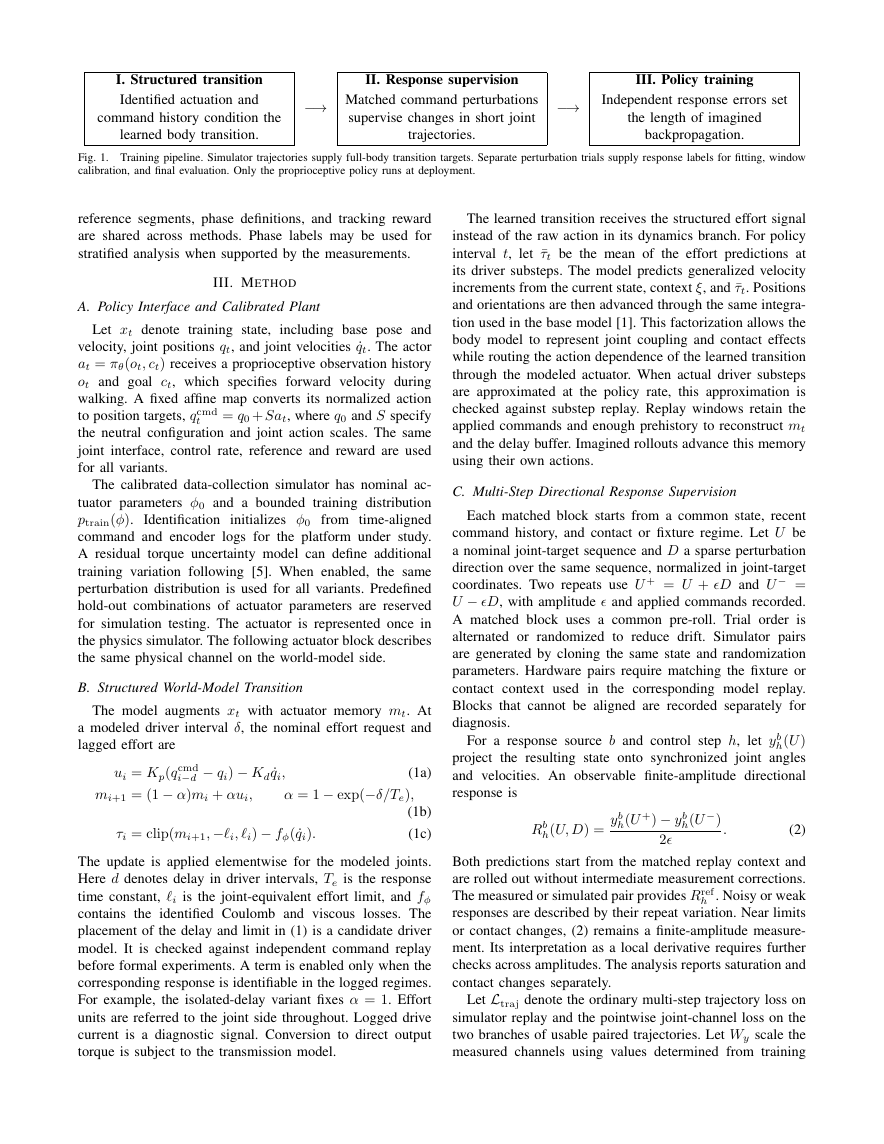 I. Structured transition
Identified actuation and
command history condition the
learned body transition.
⟶
II. Response supervision
Matched command perturbations
supervise changes in short joint
trajectories.
⟶
III. Policy training
Independent response errors set
the length of imagined
backpropagation.
Fig. 1. Training pipeline. Simulator trajectories supply full-body transition targets. Separate perturbation trials supply response labels for fitting, window
calibration, and final evaluation. Only the proprioceptive policy runs at deployment.
reference segments, phase definitions, and tracking reward
are shared across methods. Phase labels may be used for
stratified analysis when supported by the measurements.
III. METHOD
A. Policy Interface and Calibrated Plant
Let x_t denote training state, including base pose and
velocity, joint positions q_t, and joint velocities q̇_t. The actor
a_t = π_θ(o_t, c_t) receives a proprioceptive observation history
o_t and goal c_t, which specifies forward velocity during
walking. A fixed affine map converts its normalized action
to position targets, q_t^cmd = q_0 + Sa_t, where q_0 and S specify
the neutral configuration and joint action scales. The same
joint interface, control rate, reference and reward are used
for all variants.
The calibrated data-collection simulator has nominal ac-
tuator parameters ϕ_0 and a bounded training distribution
p_train(ϕ). Identification initializes ϕ_0 from time-aligned
command and encoder logs for the platform under study.
A residual torque uncertainty model can define additional
training variation following [5]. When enabled, the same
perturbation distribution is used for all variants. Predefined
hold-out combinations of actuator parameters are reserved
for simulation testing. The actuator is represented once in
the physics simulator. The following actuator block describes
the same physical channel on the world-model side.
B. Structured World-Model Transition
The model augments x_t with actuator memory m_t. At
a modeled driver interval δ, the nominal effort request and
lagged effort are
u_i = K_p(q_{i−d}^cmd − q_i) − K_d q̇_i, (1a)
m_{i+1} = (1 − α)m_i + αu_i, α = 1 − exp(−δ/T_e),
(1b)
τ_i = clip(m_{i+1}, −ℓ_i, ℓ_i) − f_ϕ(q̇_i). (1c)
The update is applied elementwise for the modeled joints.
Here d denotes delay in driver intervals, T_e is the response
time constant, ℓ_i is the joint-equivalent effort limit, and f_ϕ
contains the identified Coulomb and viscous losses. The
placement of the delay and limit in (1) is a candidate driver
model. It is checked against independent command replay
before formal experiments. A term is enabled only when the
corresponding response is identifiable in the logged regimes.
For example, the isolated-delay variant fixes α = 1. Effort
units are referred to the joint side throughout. Logged drive
current is a diagnostic signal. Conversion to direct output
torque is subject to the transmission model.
The learned transition receives the structured effort signal
instead of the raw action in its dynamics branch. For policy
interval t, let τ̄_t be the mean of the effort predictions at
its driver substeps. The model predicts generalized velocity
increments from the current state, context ξ, and τ̄_t. Positions
and orientations are then advanced through the same integra-
tion used in the base model [1]. This factorization allows the
body model to represent joint coupling and contact effects
while routing the action dependence of the learned transition
through the modeled actuator. When actual driver substeps
are approximated at the policy rate, this approximation is
checked against substep replay. Replay windows retain the
applied commands and enough prehistory to reconstruct m_t
and the delay buffer. Imagined rollouts advance this memory
using their own actions.
C. Multi-Step Directional Response Supervision
Each matched block starts from a common state, recent
command history, and contact or fixture regime. Let U be
a nominal joint-target sequence and D a sparse perturbation
direction over the same sequence, normalized in joint-target
coordinates. Two repeats use U^+ = U + ϵD and U^− =
U − ϵD, with amplitude ϵ and applied commands recorded.
A matched block uses a common pre-roll. Trial order is
alternated or randomized to reduce drift. Simulator pairs
are generated by cloning the same state and randomization
parameters. Hardware pairs require matching the fixture or
contact context used in the corresponding model replay.
Blocks that cannot be aligned are recorded separately for
diagnosis.
For a response source b and control step h, let y_h^b(U)
project the resulting state onto synchronized joint angles
and velocities. An observable finite-amplitude directional
response is
R_h^b(U, D) = (y_h^b(U^+) − y_h^b(U^−)) / 2ϵ. (2)
Both predictions start from the matched replay context and
are rolled out without intermediate measurement corrections.
The measured or simulated pair provides R_h^ref. Noisy or weak
responses are described by their repeat variation. Near limits
or contact changes, (2) remains a finite-amplitude measure-
ment. Its interpretation as a local derivative requires further
checks across amplitudes. The analysis reports saturation and
contact changes separately.
Let ℒ_traj denote the ordinary multi-step trajectory loss on
simulator replay and the pointwise joint-channel loss on the
two branches of usable paired trajectories. Let W_y scale the
measured channels using values determined from training